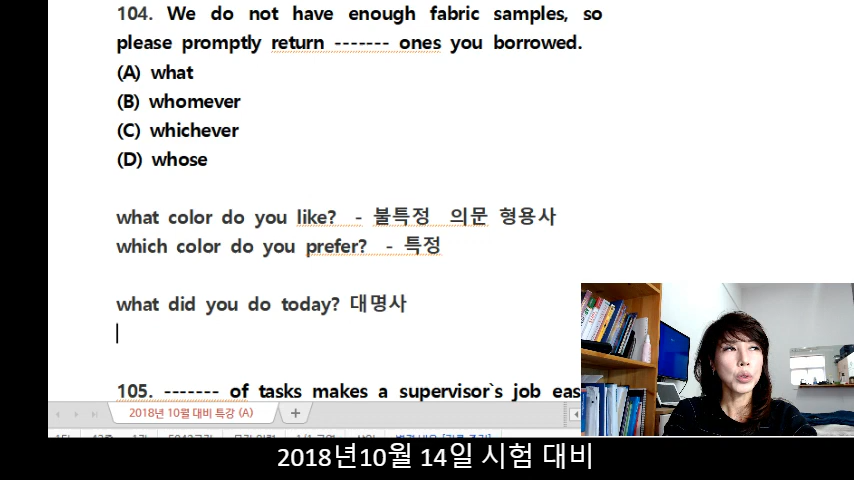 104. We do not have enough fabric samples, so
please promptly return ------- ones you borrowed.
(A) what
(B) whomever
(C) whichever
(D) whose
what color do you like? - 불특정 의문 형용사
which color do you prefer? - 특정
what did you do today? 대명사
105. ------- of tasks makes a supervisor`s job eas
2018년 10월 대비 특강 (A)
2018년10월 14일 시험 대비